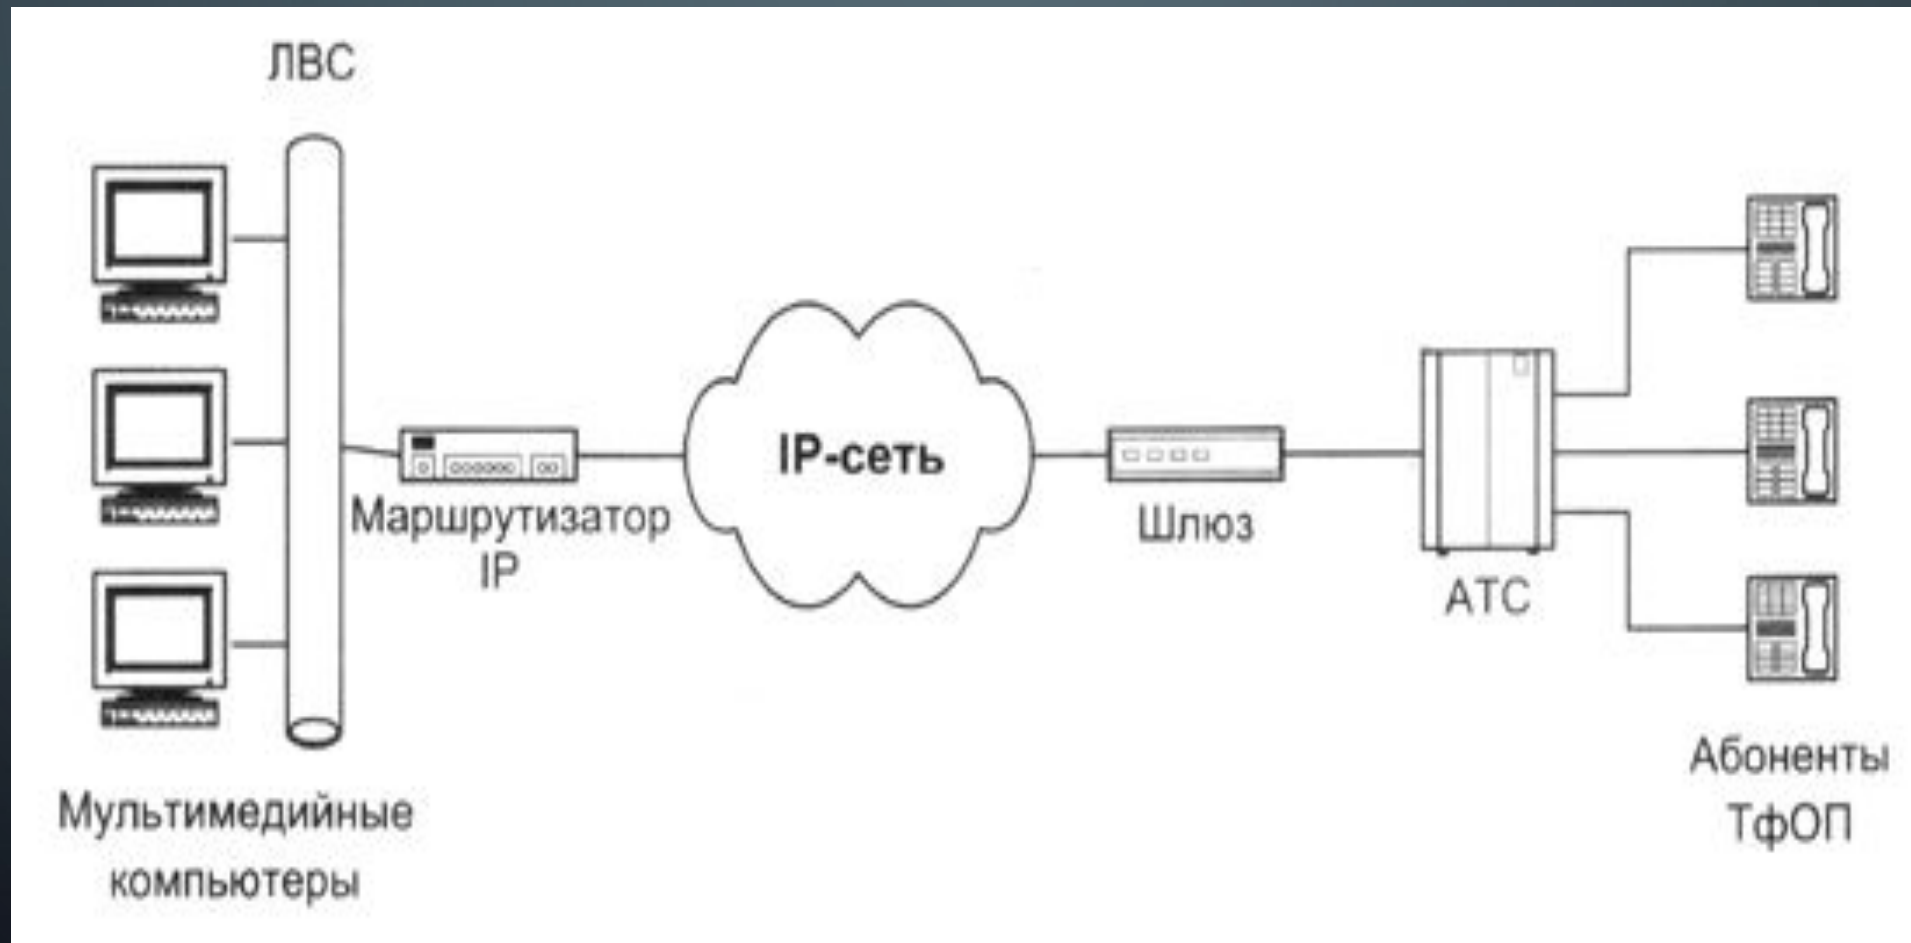 ЛВС
Маршрутизатор
IP
IP-сеть
Шлюз
АТС
Мультимедийные
компьютеры
Абоненты
ТфОП